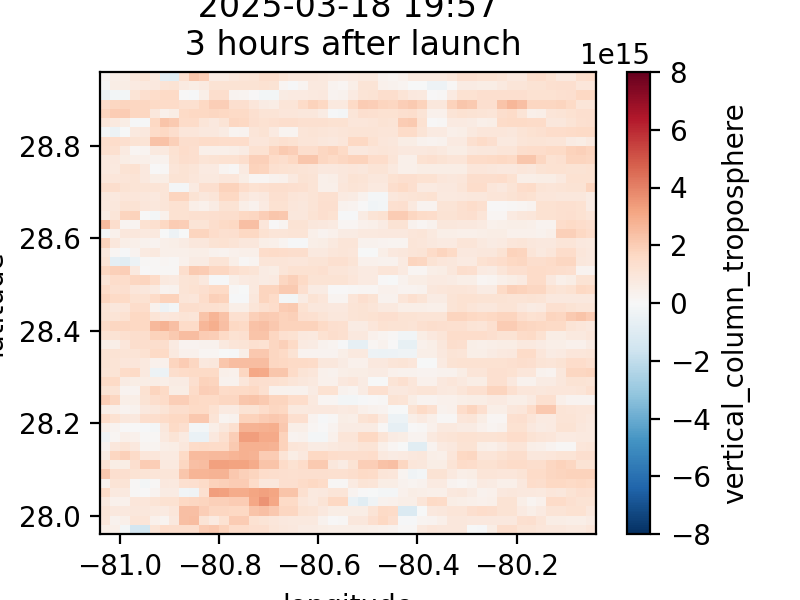 2025-03-18 19:57
3 hours after launch
1e15
8
6
4
2
0
−2
−4
−6
−8
vertical_column_troposphere
28.8
28.6
28.4
28.2
28.0
latitude
−81.0 −80.8 −80.6 −80.4 −80.2
longitude